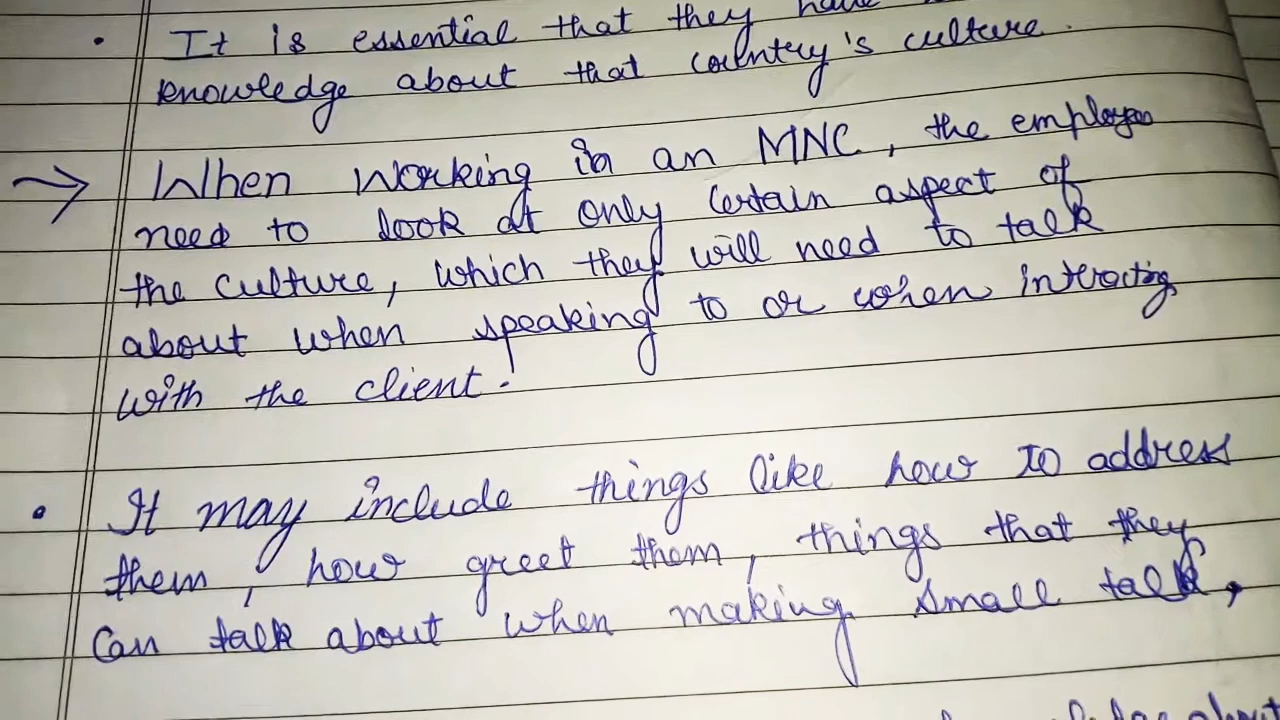 • It is essential that they have
knowledge about that country's culture.
→ When working in an MNC, the employee
need to look at only certain aspect of
the culture, which they will need to talk
about when speaking to or when intracting
with the client.
• It may include things like how to address
them, how greet them, things that they
can talk about when making small talk,
about